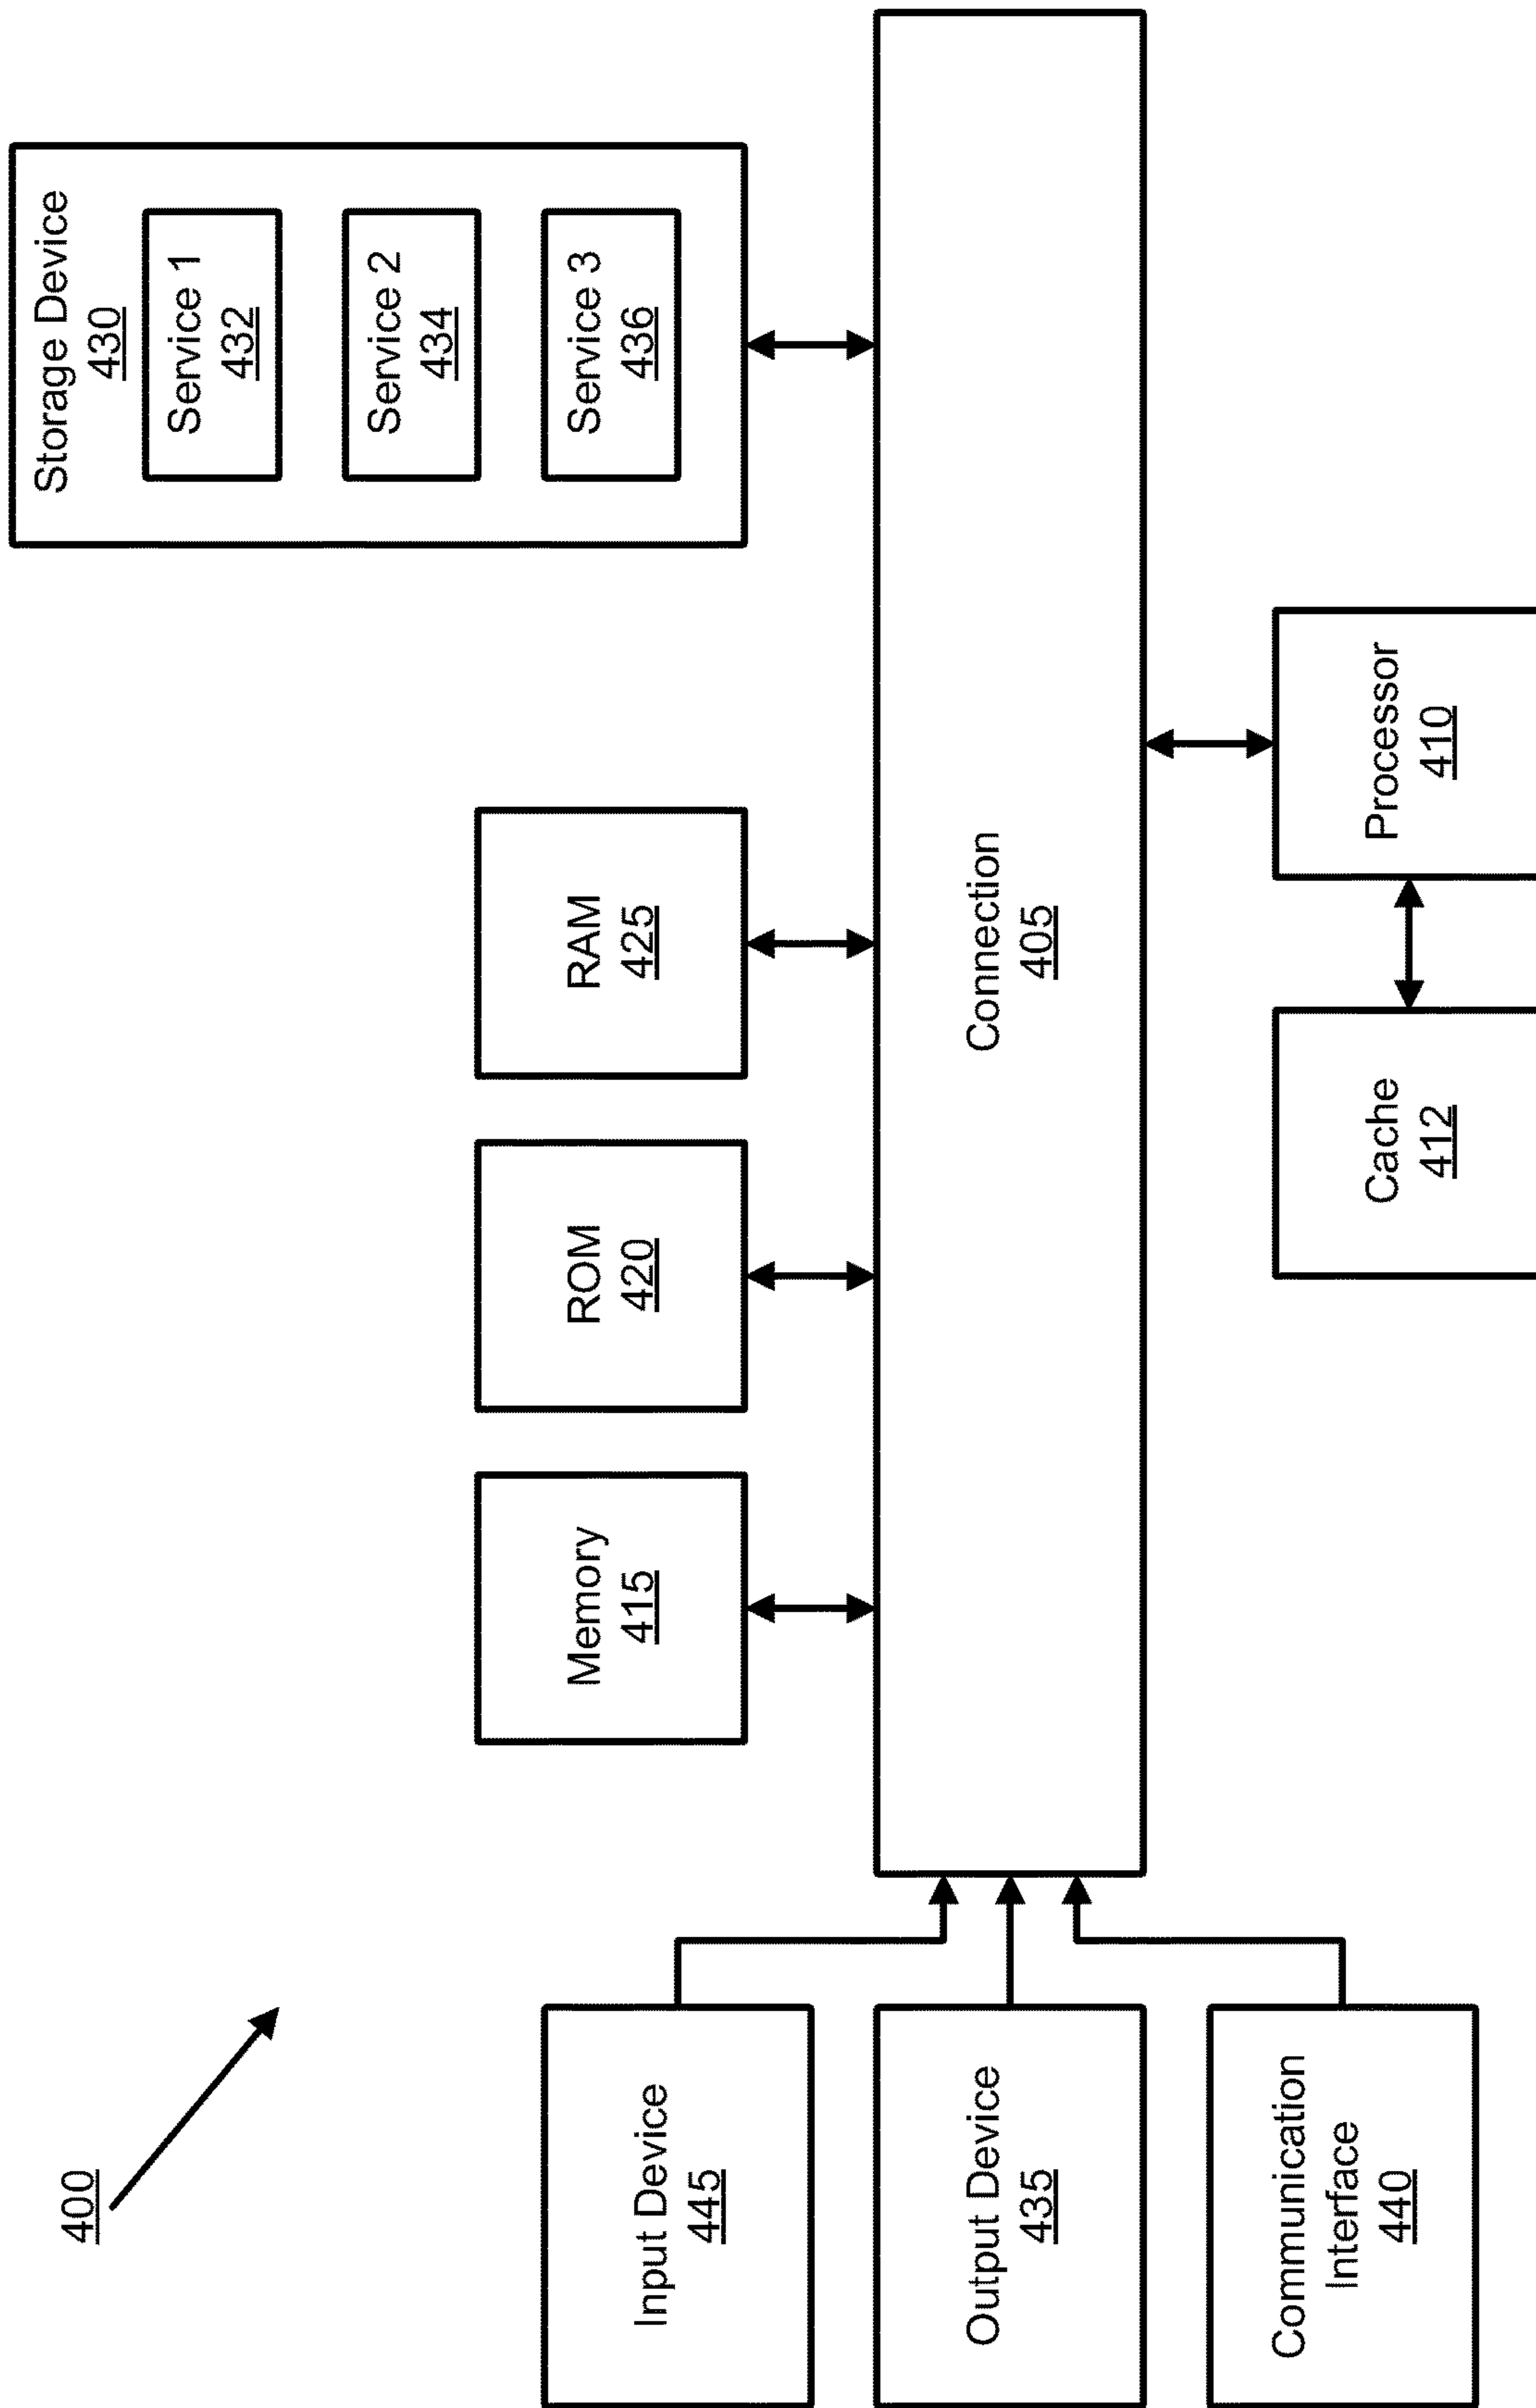 400
Input Device
445
Output Device
435
Communication
Interface
440
Memory
415
ROM
420
RAM
425
Storage Device
430
Service 1
432
Service 2
434
Service 3
436
Connection
405
Cache
412
Processor
410